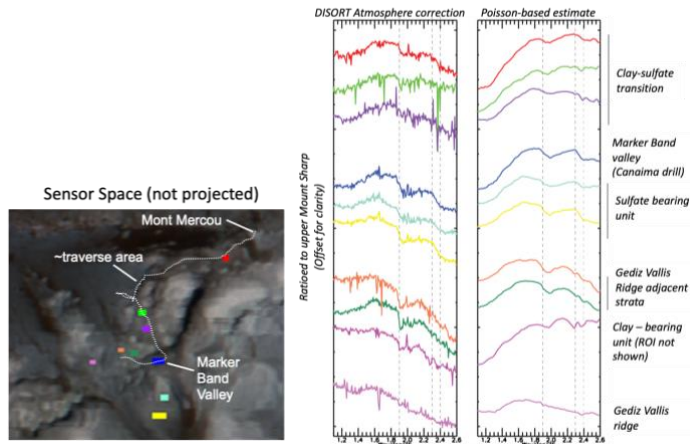 DISORT Atmosphere correction
Poisson-based estimate
Sensor Space (not projected)
Mont Mercou
~traverse area
Marker
Band
Valley
Ratioed to upper Mount Sharp
(Offset for clarity)
1.2 1.4 1.6 1.8 2.0 2.2 2.4 2.6
1.2 1.4 1.6 1.8 2.0 2.2 2.4 2.6
Clay-sulfate
transition
Marker Band
valley
(Canaima drill)
Sulfate bearing
unit
Gediz Vallis
Ridge adjacent
strata
Clay – bearing
unit (ROI not
shown)
Gediz Vallis
ridge